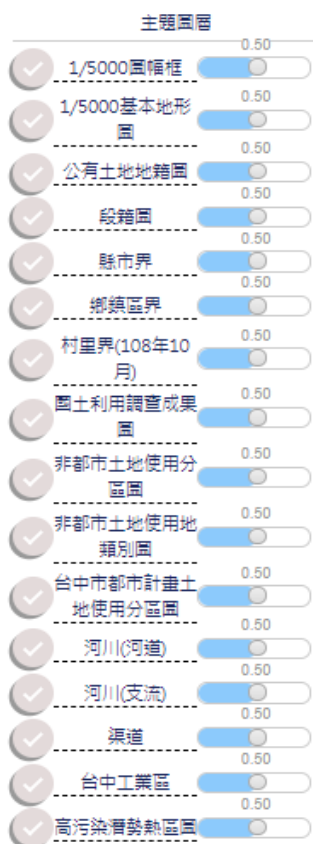 主題圖層
0.50
1/5000圖幅框
0.50
1/5000基本地形
圖
0.50
公有土地地籍圖
0.50
段籍圖
0.50
縣市界
0.50
鄉鎮區界
0.50
村里界(108年10
月)
0.50
國土利用調查成果
圖
0.50
非都市土地使用分
區圖
0.50
非都市土地使用地
類別圖
0.50
台中市都市計畫土
地使用分區圖
0.50
河川(河道)
0.50
河川(支流)
0.50
渠道
0.50
台中工業區
0.50
高污染潛勢熱區圖